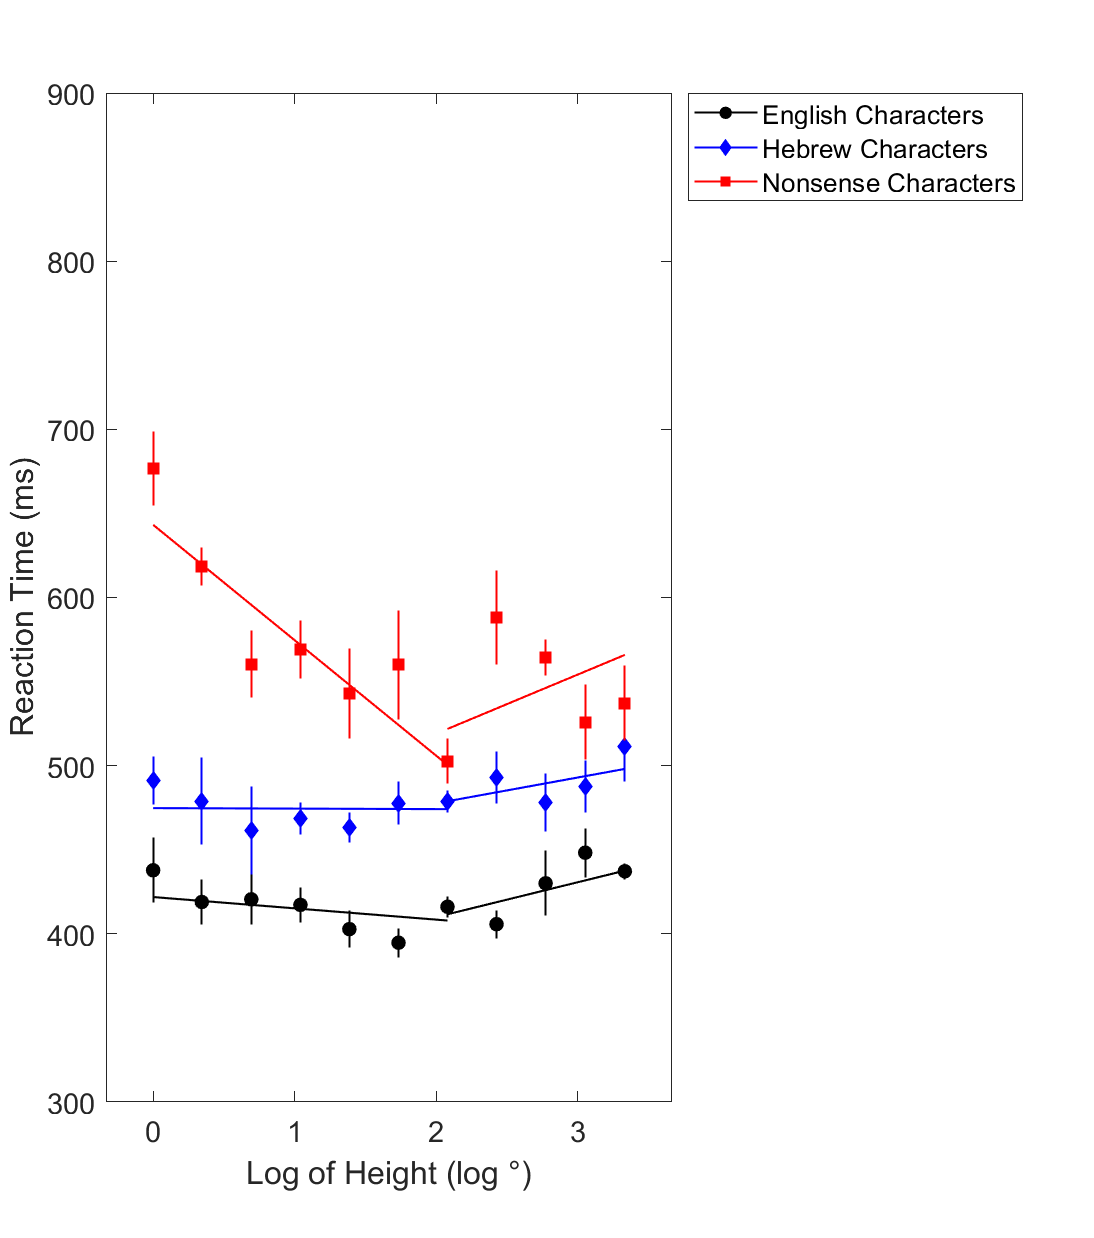 900
800
700
600
500
400
300
0 1 2 3
Reaction Time (ms)
Log of Height (log °)
English Characters
Hebrew Characters
Nonsense Characters